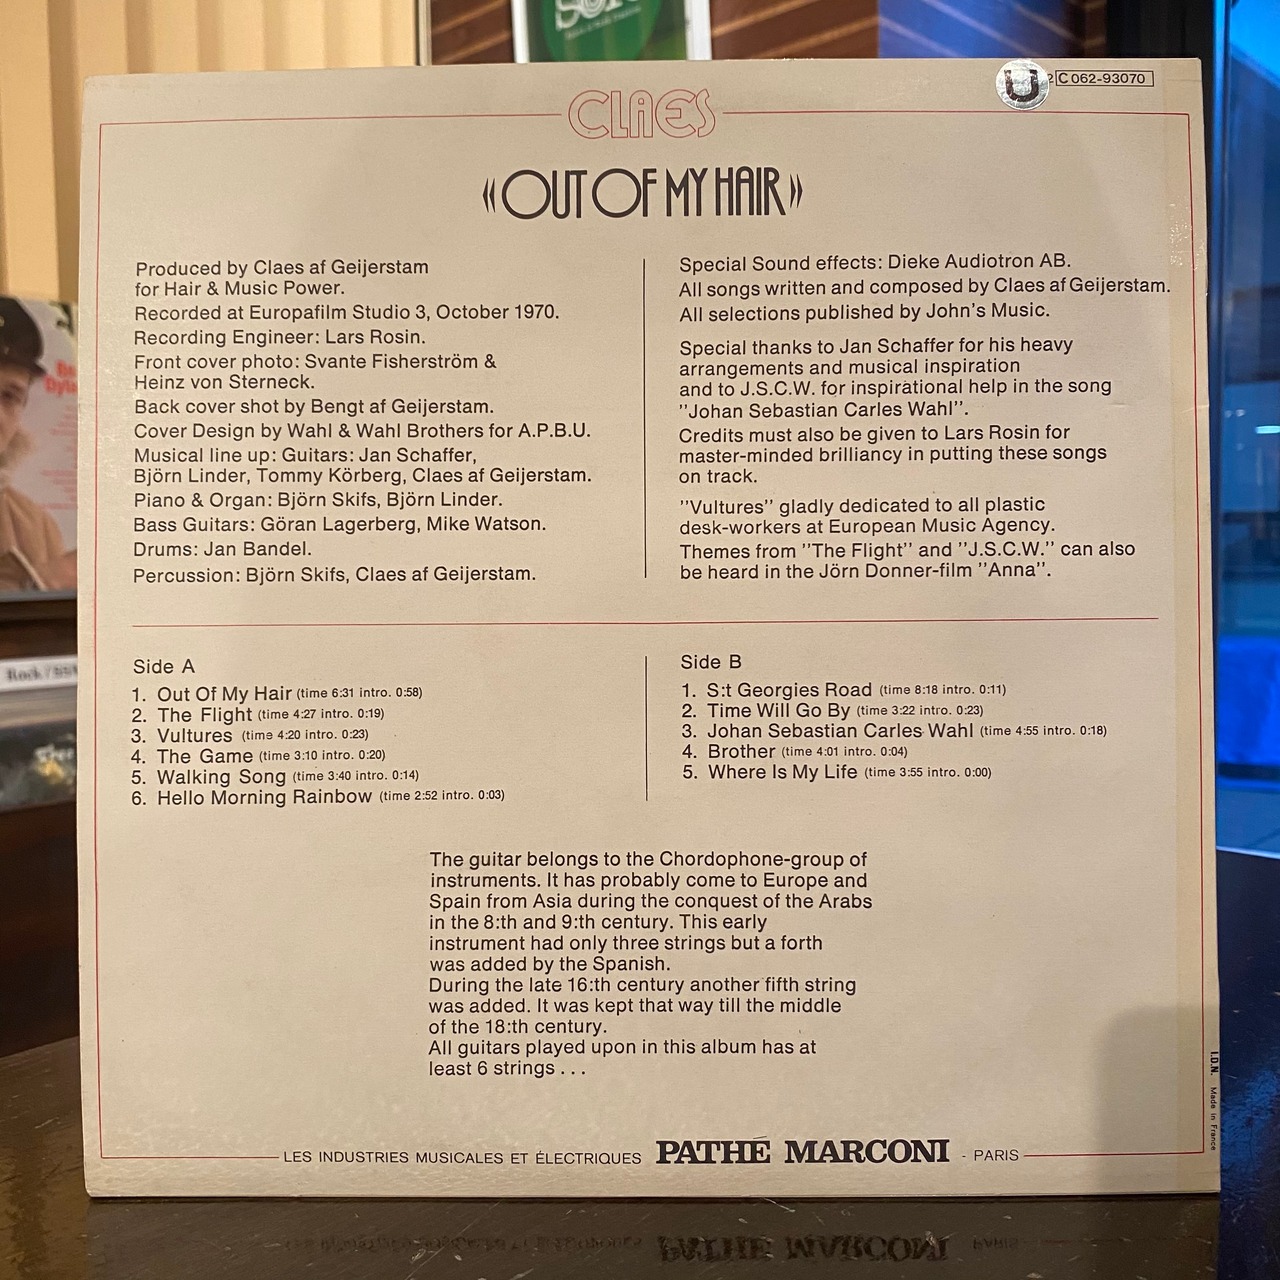 2 C 062-93070
U
CLAES
«OUT OF MY HAIR»
Produced by Claes af Geijerstam
for Hair & Music Power.
Recorded at Europafilm Studio 3, October 1970.
Recording Engineer: Lars Rosin.
Front cover photo: Svante Fisherström &
Heinz von Sterneck.
Back cover shot by Bengt af Geijerstam.
Cover Design by Wahl & Wahl Brothers for A.P.B.U.
Musical line up: Guitars: Jan Schaffer,
Björn Linder, Tommy Körberg, Claes af Geijerstam.
Piano & Organ: Björn Skifs, Björn Linder.
Bass Guitars: Göran Lagerberg, Mike Watson.
Drums: Jan Bandel.
Percussion: Björn Skifs, Claes af Geijerstam.
Special Sound effects: Dieke Audiotron AB.
All songs written and composed by Claes af Geijerstam.
All selections published by John's Music.
Special thanks to Jan Schaffer for his heavy
arrangements and musical inspiration
and to J.S.C.W. for inspirational help in the song
"Johan Sebastian Carles Wahl".
Credits must also be given to Lars Rosin for
master-minded brilliancy in putting these songs
on track.
"Vultures" gladly dedicated to all plastic
desk-workers at European Music Agency.
Themes from "The Flight" and "J.S.C.W." can also
be heard in the Jörn Donner-film "Anna".
Side A
1. Out Of My Hair (time 6:31 intro. 0:58)
2. The Flight (time 4:27 intro. 0:19)
3. Vultures (time 4:20 intro. 0:23)
4. The Game (time 3:10 intro. 0:20)
5. Walking Song (time 3:40 intro. 0:14)
6. Hello Morning Rainbow (time 2:52 intro. 0:03)
Side B
1. S:t Georgies Road (time 8:18 intro. 0:11)
2. Time Will Go By (time 3:22 intro. 0:23)
3. Johan Sebastian Carles Wahl (time 4:55 intro. 0:18)
4. Brother (time 4:01 intro. 0:04)
5. Where Is My Life (time 3:55 intro. 0:00)
The guitar belongs to the Chordophone-group of
instruments. It has probably come to Europe and
Spain from Asia during the conquest of the Arabs
in the 8:th and 9:th century. This early
instrument had only three strings but a forth
was added by the Spanish.
During the late 16:th century another fifth string
was added. It was kept that way till the middle
of the 18:th century.
All guitars played upon in this album has at
least 6 strings . . .
I.D.N. Made in France
LES INDUSTRIES MUSICALES ET ÉLECTRIQUES PATHÉ MARCONI - PARIS